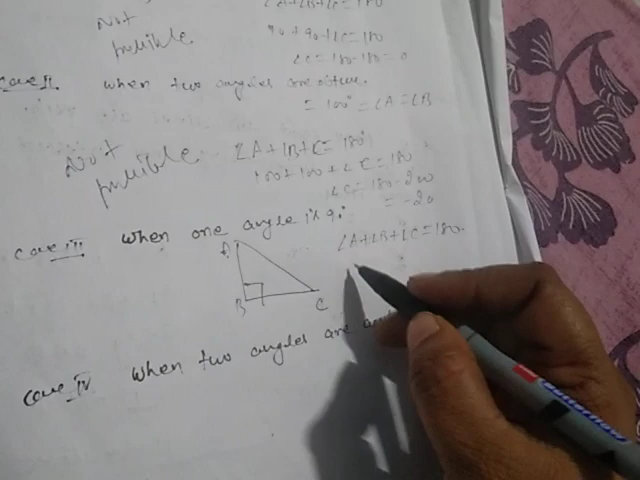 ∠A+∠B+∠C=180
Not
possible
90+90+∠C=180
∠C=180-180=0
Case II when two angles are obtuse.
= 100° = ∠A = ∠B
Not
possible
∠A+∠B+∠C=180°
100+100+∠C=180
∠C=180-200
= -20
Case III when one angle is 90°
∠A+∠B+∠C=180.
A
B
C
Case IV when two angles are